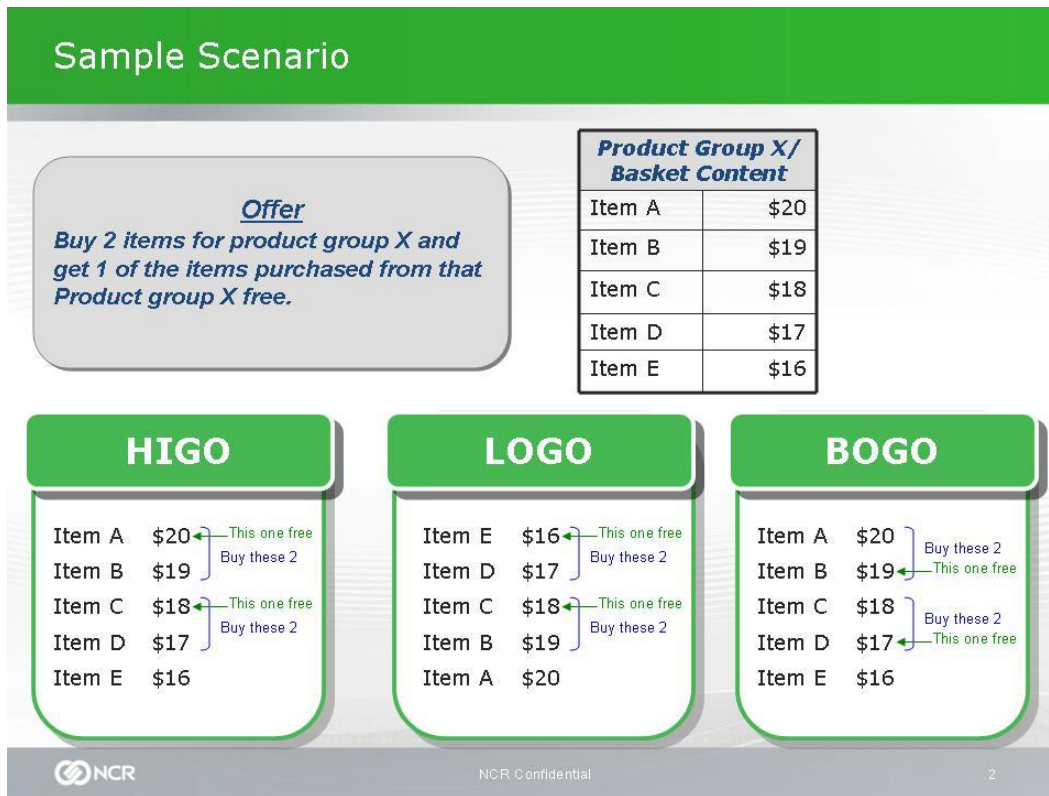 Sample Scenario
Offer
Buy 2 items for product group X and
get 1 of the items purchased from that
Product group X free.
Product Group X/
Basket Content
Item A $20
Item B $19
Item C $18
Item D $17
Item E $16
HIGO
Item A $20 This one free
Buy these 2
Item B $19
Item C $18 This one free
Buy these 2
Item D $17
Item E $16
LOGO
Item E $16 This one free
Buy these 2
Item D $17
Item C $18 This one free
Buy these 2
Item B $19
Item A $20
BOGO
Item A $20
Buy these 2
Item B $19 This one free
Item C $18
Buy these 2
Item D $17 This one free
Item E $16
NCR
NCR Confidential
2